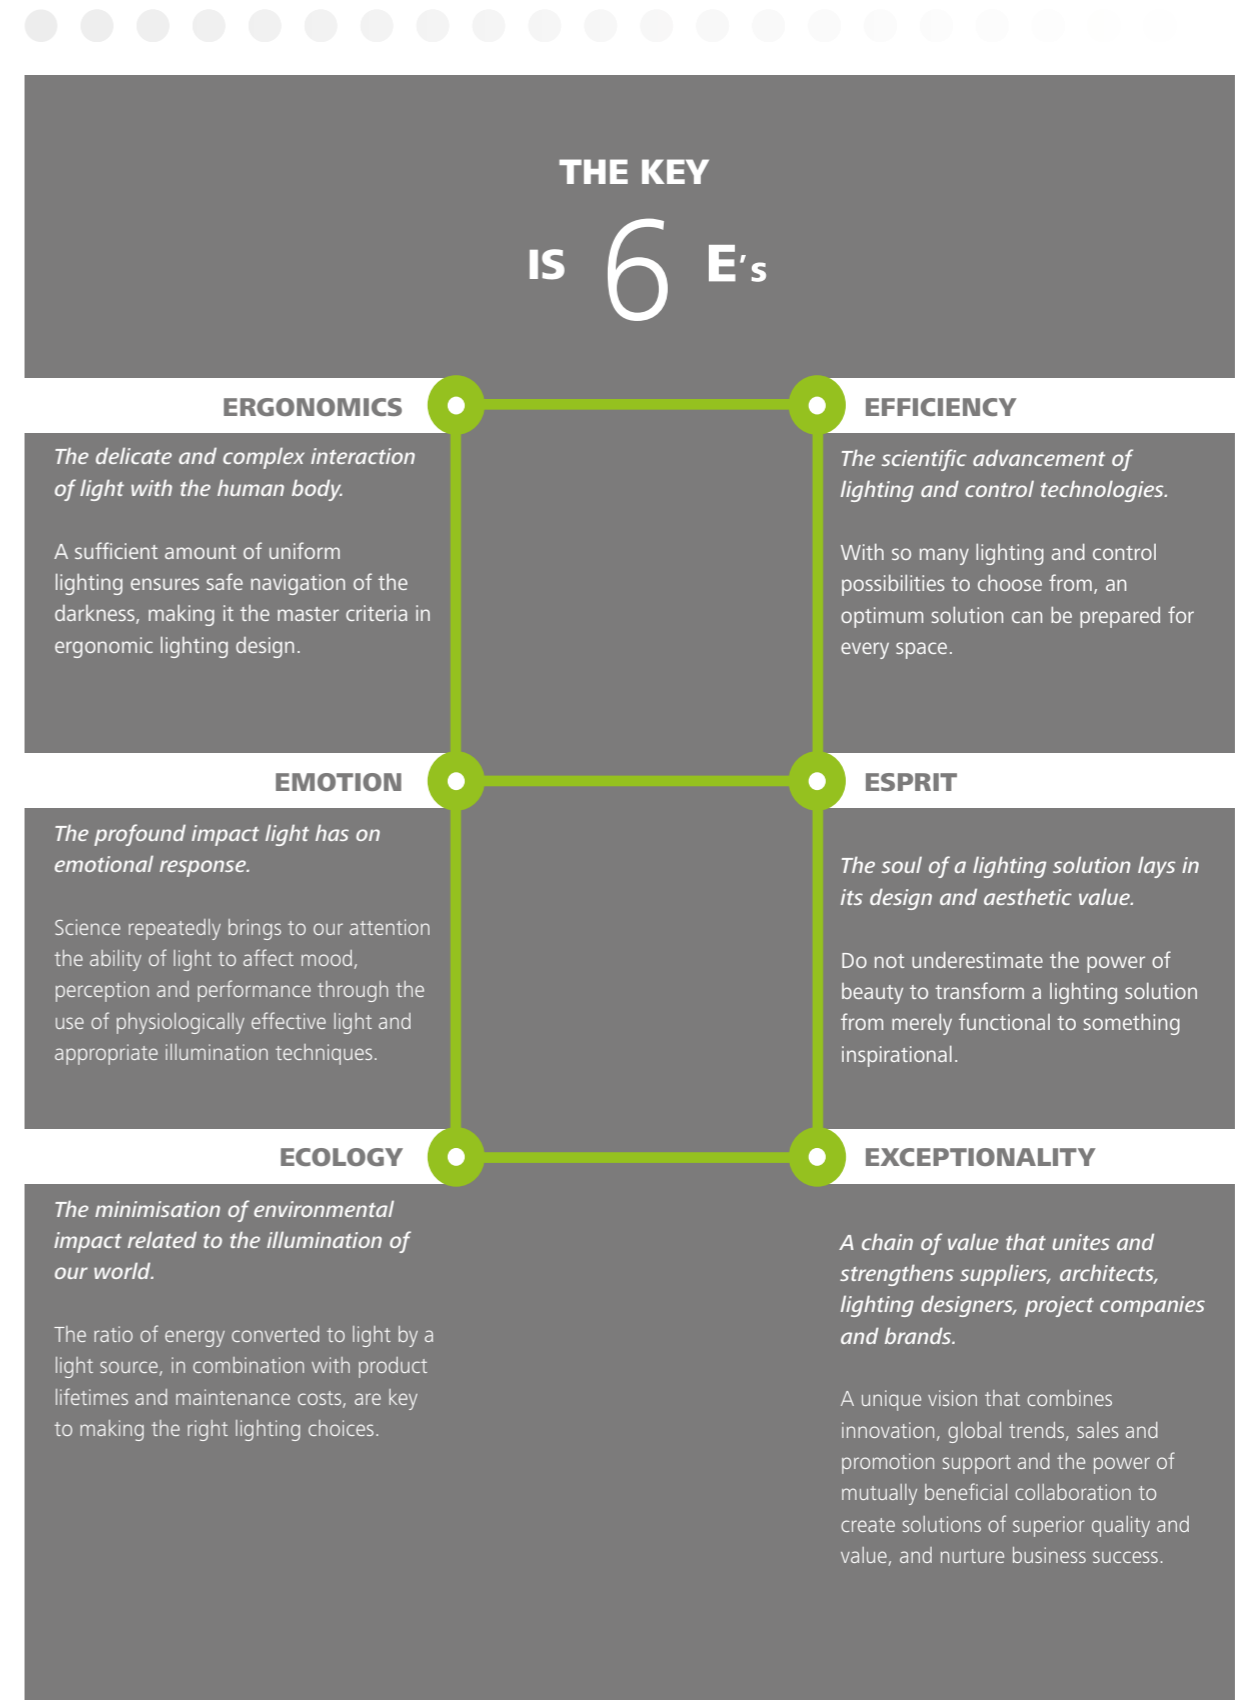 THE KEY
IS 6 E's
ERGONOMICS
The delicate and complex interaction
of light with the human body.
A sufficient amount of uniform
lighting ensures safe navigation of the
darkness, making it the master criteria in
ergonomic lighting design.
EFFICIENCY
The scientific advancement of
lighting and control technologies.
With so many lighting and control
possibilities to choose from, an
optimum solution can be prepared for
every space.
EMOTION
The profound impact light has on
emotional response.
Science repeatedly brings to our attention
the ability of light to affect mood,
perception and performance through the
use of physiologically effective light and
appropriate illumination techniques.
ESPRIT
The soul of a lighting solution lays in
its design and aesthetic value.
Do not underestimate the power of
beauty to transform a lighting solution
from merely functional to something
inspirational.
ECOLOGY
The minimisation of environmental
impact related to the illumination of
our world.
The ratio of energy converted to light by a
light source, in combination with product
lifetimes and maintenance costs, are key
to making the right lighting choices.
EXCEPTIONALITY
A chain of value that unites and
strengthens suppliers, architects,
lighting designers, project companies
and brands.
A unique vision that combines
innovation, global trends, sales and
promotion support and the power of
mutually beneficial collaboration to
create solutions of superior quality and
value, and nurture business success.